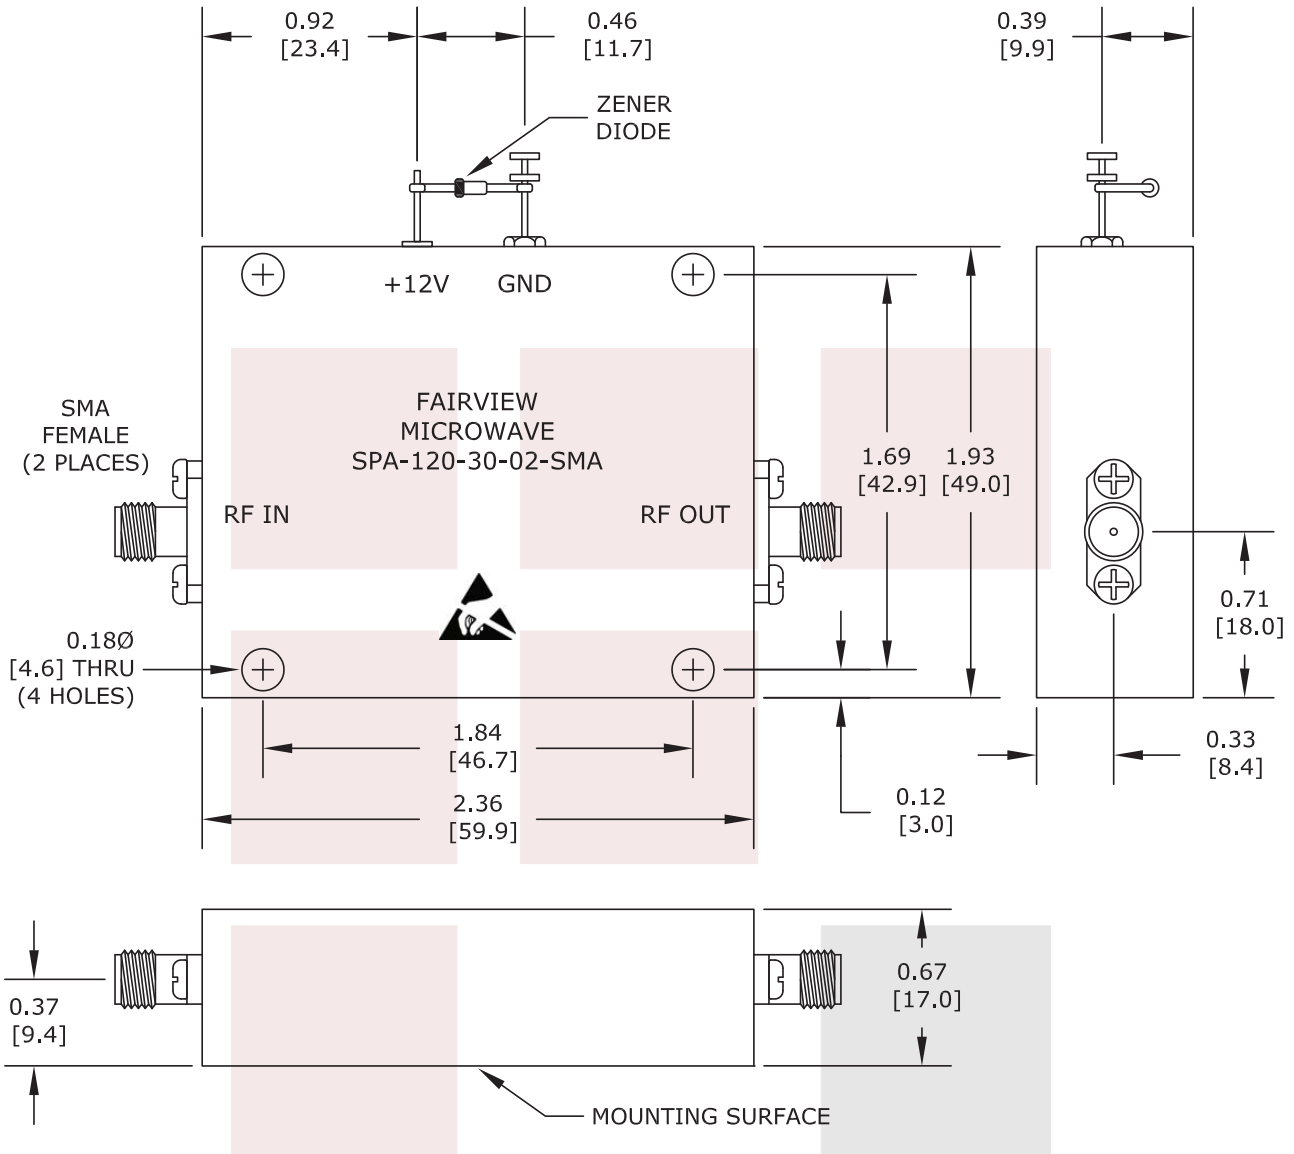 0.92
[23.4]
0.46
[11.7]
0.39
[9.9]
ZENER
DIODE
+12V
GND
FAIRVIEW
MICROWAVE
SPA-120-30-02-SMA
SMA
FEMALE
(2 PLACES)
RF IN
RF OUT
1.69
[42.9]
1.93
[49.0]
0.71
[18.0]
0.18Ø
[4.6] THRU
(4 HOLES)
1.84
[46.7]
0.33
[8.4]
2.36
[59.9]
0.12
[3.0]
0.67
[17.0]
0.37
[9.4]
MOUNTING SURFACE